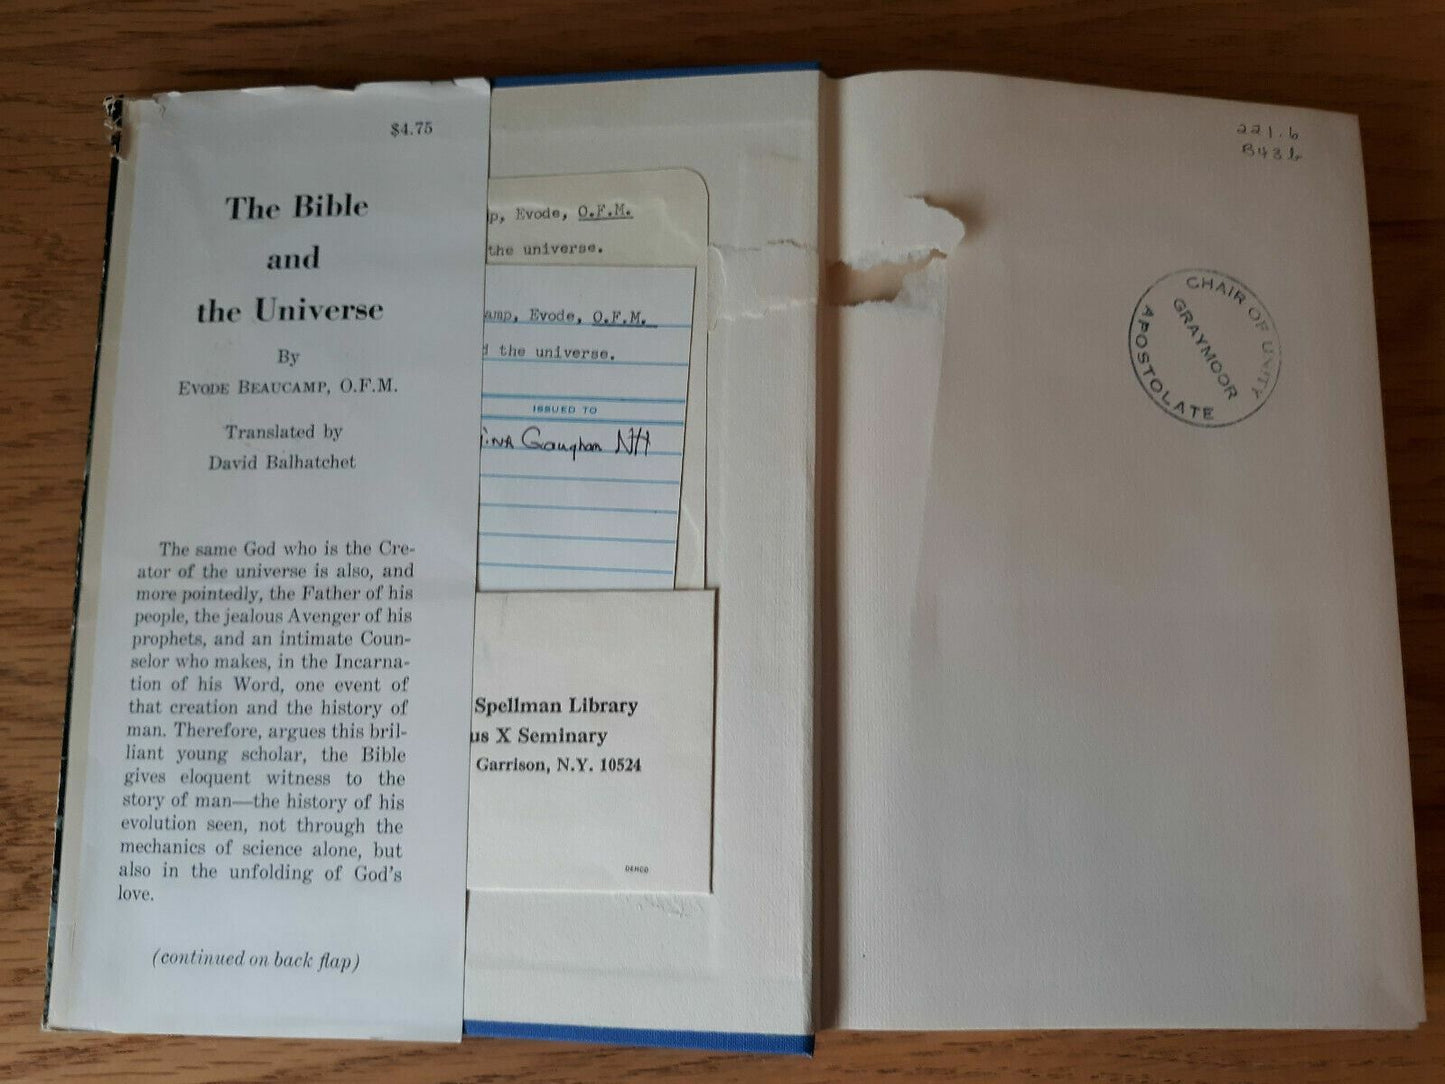 $4.75
The Bible
and
the Universe
By
EVODE BEAUCAMP, O.F.M.
Translated by
David Balhatchet
The same God who is the Cre-
ator of the universe is also, and
more pointedly, the Father of his
people, the jealous Avenger of his
prophets, and an intimate Coun-
selor who makes, in the Incarna-
tion of his Word, one event of
that creation and the history of
man. Therefore, argues this bril-
liant young scholar, the Bible
gives eloquent witness to the
story of man—the history of his
evolution seen, not through the
mechanics of science alone, but
also in the unfolding of God's
love.
(continued on back flap)
p, Evode, O.F.M.
the universe.
amp, Evode, O.F.M.
d the universe.
ISSUED TO
Gaughan NH
Spellman Library
us X Seminary
Garrison, N.Y. 10524
DEMCO
221.6
B43b
CHAIR OF UNITY
GRAYMOOR
APOSTOLATE